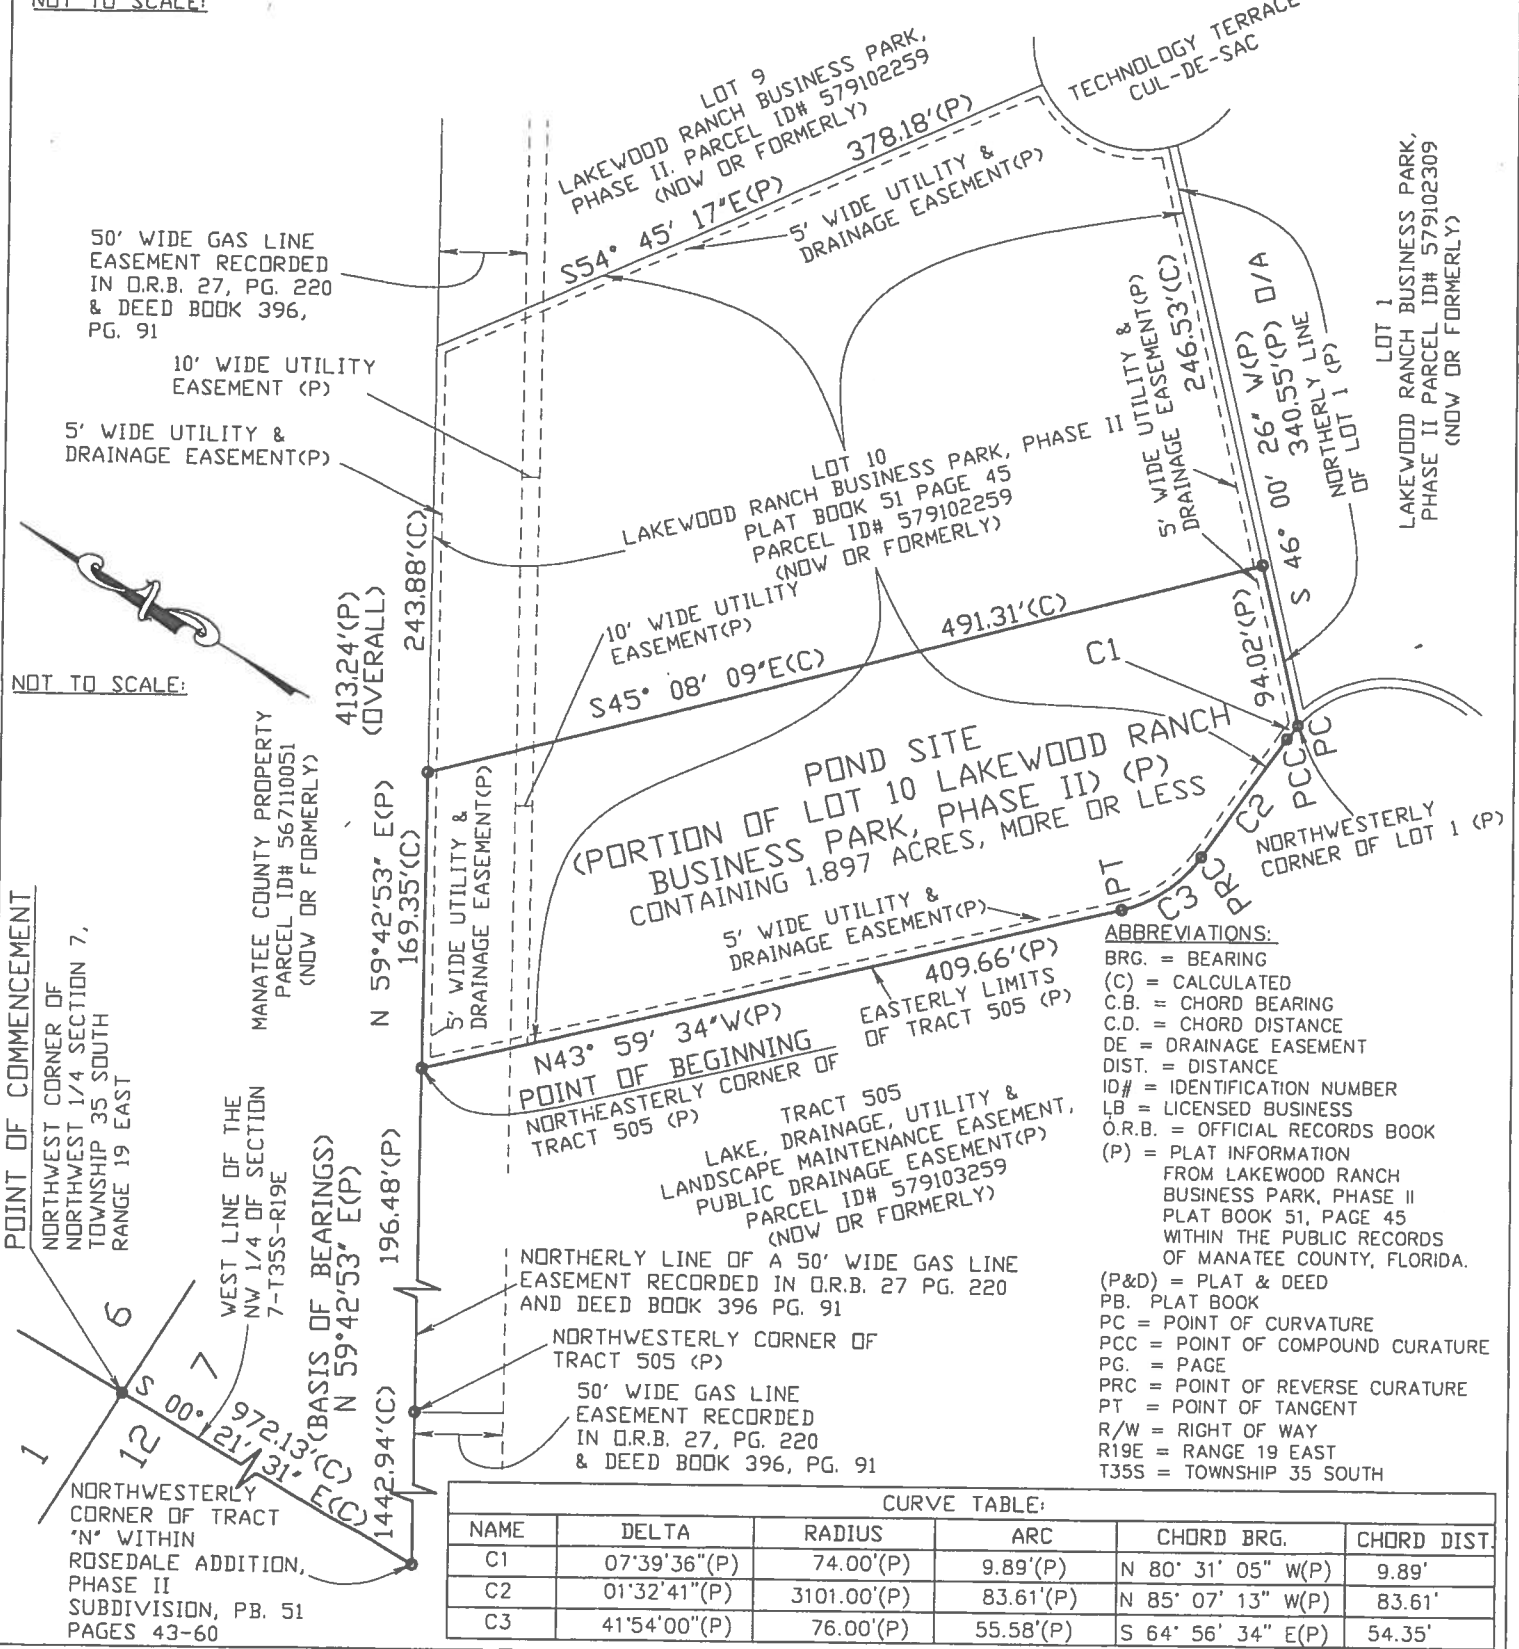 NOT TO SCALE:
TECHNOLOGY TERRACE
CUL-DE-SAC
LOT 9
LAKEWOOD RANCH BUSINESS PARK,
PHASE II. PARCEL ID# 579102259
(NOW OR FORMERLY)
378.18'(P)
S54° 45' 17"E(P)
5' WIDE UTILITY &
DRAINAGE EASEMENT(P)
50' WIDE GAS LINE
EASEMENT RECORDED
IN O.R.B. 27, PG. 220
& DEED BOOK 396,
PG. 91
10' WIDE UTILITY
EASEMENT (P)
5' WIDE UTILITY &
DRAINAGE EASEMENT(P)
LOT 1
LAKEWOOD RANCH BUSINESS PARK,
PHASE II PARCEL ID# 579102309
(NOW OR FORMERLY)
5' WIDE UTILITY &
DRAINAGE EASEMENT(P)
246.53'(C)
S 46° 00' 26" W(P)
340.55'(P) O/A
NORTHERLY LINE
OF LOT 1 (P)
LOT 10
LAKEWOOD RANCH BUSINESS PARK, PHASE II
PLAT BOOK 51 PAGE 45
PARCEL ID# 579102259
(NOW OR FORMERLY)
413.24'(P)
(OVERALL)
243.88'(C)
10' WIDE UTILITY
EASEMENT(P)
491.31'(C)
S45° 08' 09"E(C)
C1
94.02'(P)
NOT TO SCALE:
MANATEE COUNTY PROPERTY
PARCEL ID# 567110051
(NOW OR FORMERLY)
N 59°42'53" E(P)
169.35'(C)
5' WIDE UTILITY &
DRAINAGE EASEMENT(P)
POND SITE
(PORTION OF LOT 10 LAKEWOOD RANCH
BUSINESS PARK, PHASE II) (P)
CONTAINING 1.897 ACRES, MORE OR LESS
PC
PCC
C2
NORTHWESTERLY
CORNER OF LOT 1 (P)
PRC
C3
PT
5' WIDE UTILITY &
DRAINAGE EASEMENT(P)
409.66'(P)
EASTERLY LIMITS
OF TRACT 505 (P)
N43° 59' 34"W(P)
POINT OF BEGINNING
NORTHEASTERLY CORNER OF
TRACT 505 (P)
TRACT 505
LAKE, DRAINAGE, UTILITY &
LANDSCAPE MAINTENANCE EASEMENT,
PUBLIC DRAINAGE EASEMENT(P)
PARCEL ID# 579103259
(NOW OR FORMERLY)
POINT OF COMMENCEMENT
NORTHWEST CORNER OF
NORTHWEST 1/4 SECTION 7,
TOWNSHIP 35 SOUTH
RANGE 19 EAST
WEST LINE OF THE
NW 1/4 OF SECTION
7-T35S-R19E
(BASIS OF BEARINGS)
N 59°42'53" E(P)
196.48'(P)
NORTHERLY LINE OF A 50' WIDE GAS LINE
EASEMENT RECORDED IN O.R.B. 27 PG. 220
AND DEED BOOK 396 PG. 91
NORTHWESTERLY CORNER OF
TRACT 505 (P)
50' WIDE GAS LINE
EASEMENT RECORDED
IN O.R.B. 27, PG. 220
& DEED BOOK 396, PG. 91
1442.94'(C)
6
7
1
12
S 00° 21' 31" E(C)
972.13'(C)
NORTHWESTERLY
CORNER OF TRACT
"N" WITHIN
ROSEDALE ADDITION,
PHASE II
SUBDIVISION, PB. 51
PAGES 43-60
ABBREVIATIONS:
BRG. = BEARING
(C) = CALCULATED
C.B. = CHORD BEARING
C.D. = CHORD DISTANCE
DE = DRAINAGE EASEMENT
DIST. = DISTANCE
ID# = IDENTIFICATION NUMBER
LB = LICENSED BUSINESS
O.R.B. = OFFICIAL RECORDS BOOK
(P) = PLAT INFORMATION
FROM LAKEWOOD RANCH
BUSINESS PARK, PHASE II
PLAT BOOK 51, PAGE 45
WITHIN THE PUBLIC RECORDS
OF MANATEE COUNTY, FLORIDA.
(P&D) = PLAT & DEED
PB. PLAT BOOK
PC = POINT OF CURVATURE
PCC = POINT OF COMPOUND CURATURE
PG. = PAGE
PRC = POINT OF REVERSE CURATURE
PT = POINT OF TANGENT
R/W = RIGHT OF WAY
R19E = RANGE 19 EAST
T35S = TOWNSHIP 35 SOUTH
CURVE TABLE:
NAME DELTA RADIUS ARC CHORD BRG. CHORD DIST.
C1 07°39'36"(P) 74.00'(P) 9.89'(P) N 80° 31' 05" W(P) 9.89'
C2 01°32'41"(P) 3101.00'(P) 83.61'(P) N 85° 07' 13" W(P) 83.61'
C3 41°54'00"(P) 76.00'(P) 55.58'(P) S 64° 56' 34" E(P) 54.35'